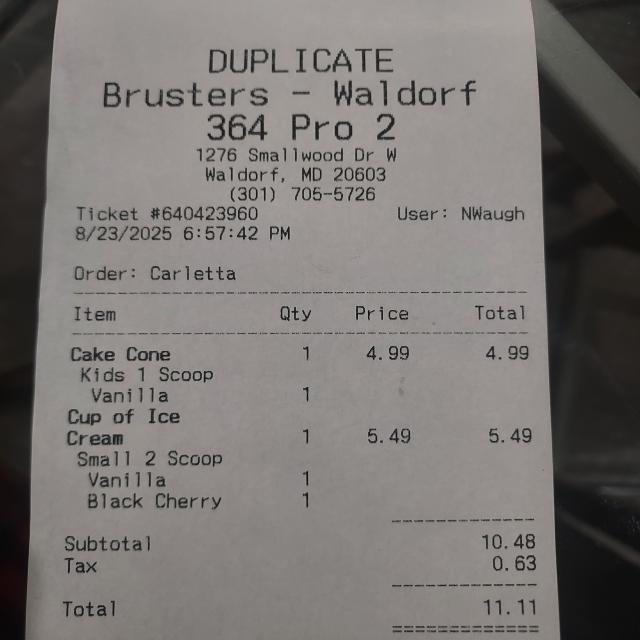 DUPLICATE
Brusters - Waldorf
364 Pro 2
1276 Smallwood Dr W
Waldorf, MD 20603
(301) 705-5726
Ticket #640423960 User: NWaugh
8/23/2025 6:57:42 PM
Order: Carletta
Item Qty Price Total
Cake Cone 1 4.99 4.99
Kids 1 Scoop
Vanilla 1
Cup of Ice
Cream 1 5.49 5.49
Small 2 Scoop
Vanilla 1
Black Cherry 1
Subtotal 10.48
Tax 0.63
Total 11.11